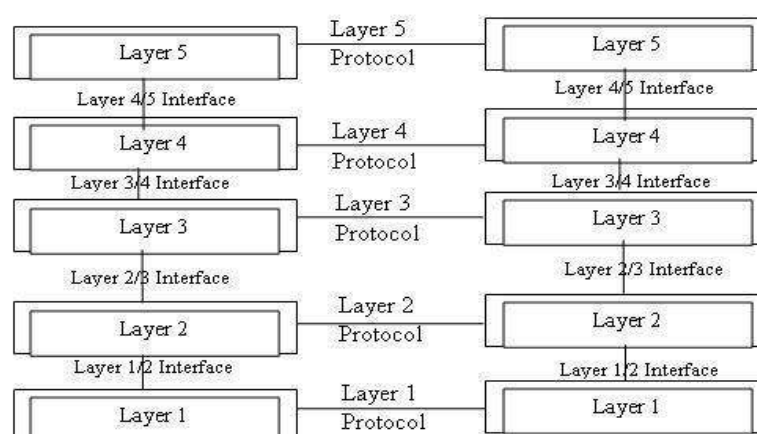 Layer 5
Layer 5
Protocol
Layer 5
Layer 4/5 Interface
Layer 4/5 Interface
Layer 4
Layer 4
Protocol
Layer 4
Layer 3/4 Interface
Layer 3/4 Interface
Layer 3
Layer 3
Protocol
Layer 3
Layer 2/3 Interface
Layer 2/3 Interface
Layer 2
Layer 2
Protocol
Layer 2
Layer 1/2 Interface
Layer 1/2 Interface
Layer 1
Layer 1
Protocol
Layer 1